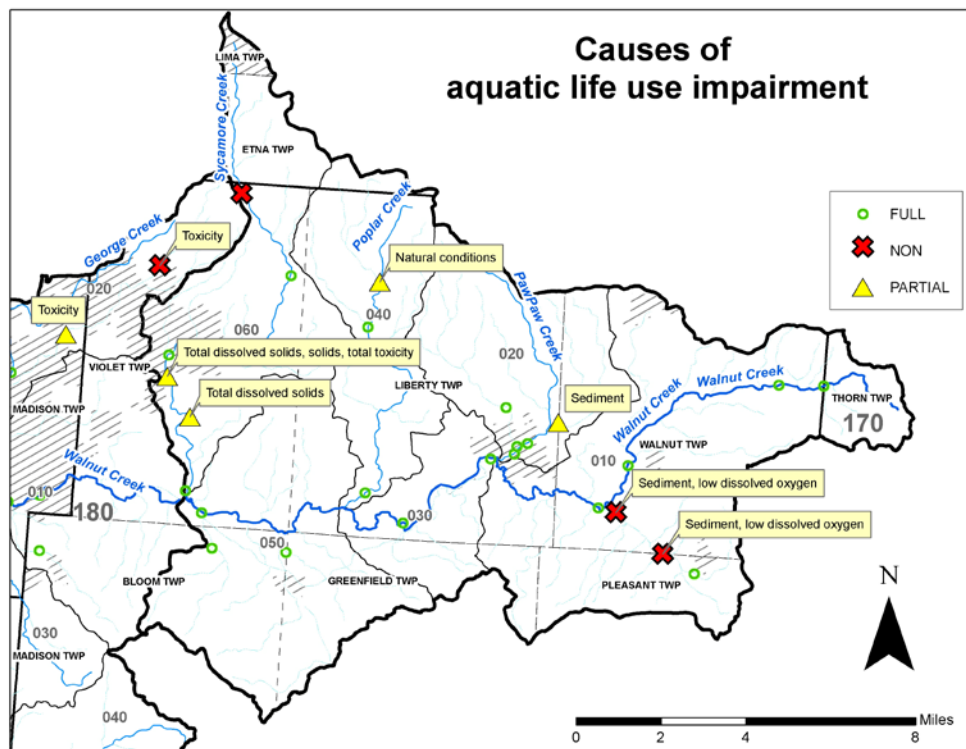 Causes of
aquatic life use impairment
LIMA TWP
Sycamore Creek
ETNA TWP
Poplar Creek
George Creek
Toxicity
Natural conditions
FULL
NON
PARTIAL
020
PawPaw Creek
Toxicity
060
040
020
Total dissolved solids, solids, total toxicity
VIOLET TWP
LIBERTY TWP
Walnut Creek
Walnut Creek
THORN TWP
170
MADISON TWP
Total dissolved solids
Sediment
WALNUT TWP
010
Walnut Creek
Sediment, low dissolved oxygen
010
180
030
Sediment, low dissolved oxygen
050
BLOOM TWP
GREENFIELD TWP
PLEASANT TWP
N
030
MADISON TWP
040
Miles
0 2 4 8